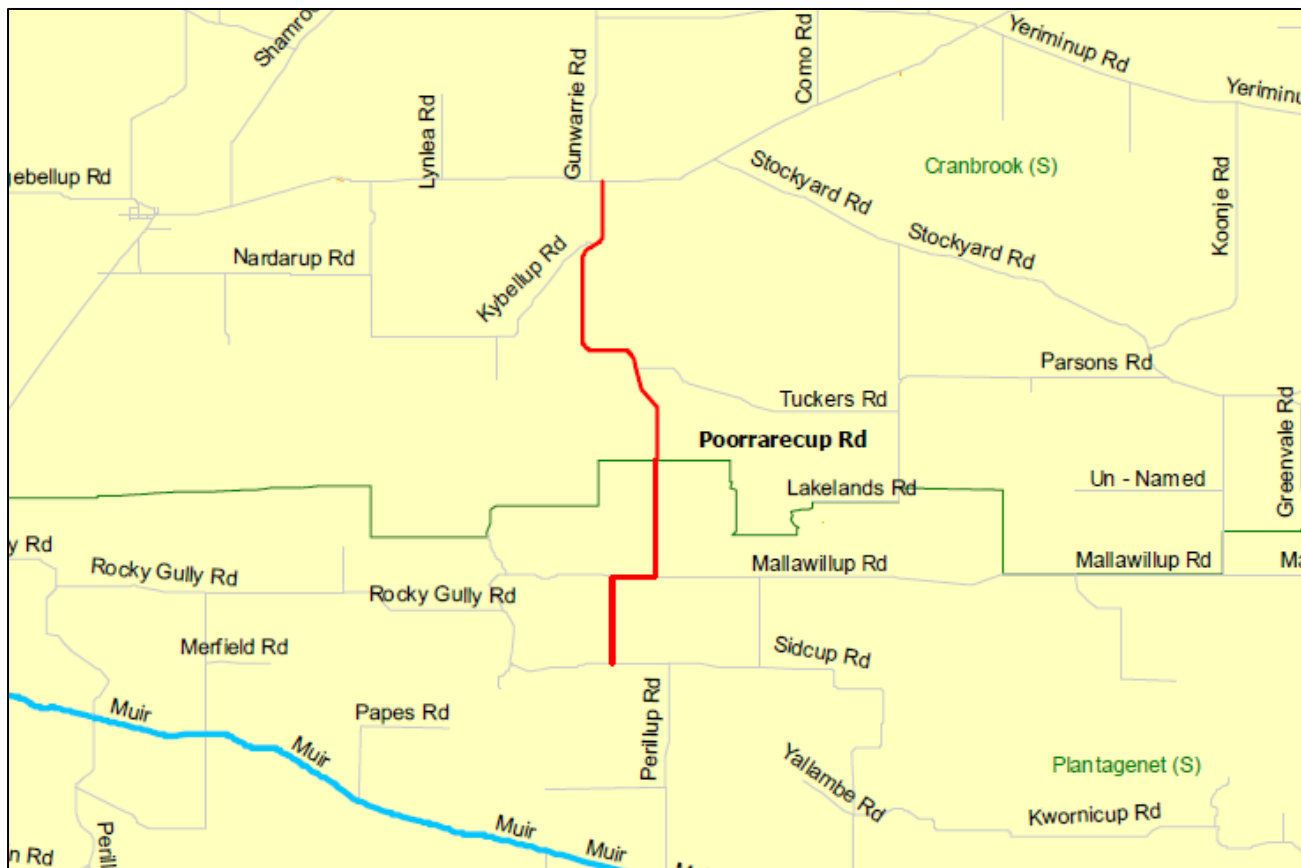 Shamro
Gunwarrie Rd
Como Rd
Yeriminup Rd
Yeriminu
Lynlea Rd
gebellup Rd
Stockyard Rd
Cranbrook (S)
Koonje Rd
Stockyard Rd
Nardarup Rd
Kybellup Rd
Parsons Rd
Tuckers Rd
Greenvale Rd
Poorrarecup Rd
Lakelands Rd
Un - Named
y Rd
Rocky Gully Rd
Mallawillup Rd
Mallawillup Rd
Ma
Rocky Gully Rd
Merfield Rd
Sidcup Rd
Perillup Rd
Muir
Papes Rd
Muir
Yallambe Rd
Plantagenet (S)
Kwornicup Rd
Muir
Muir
Peril
n Rd